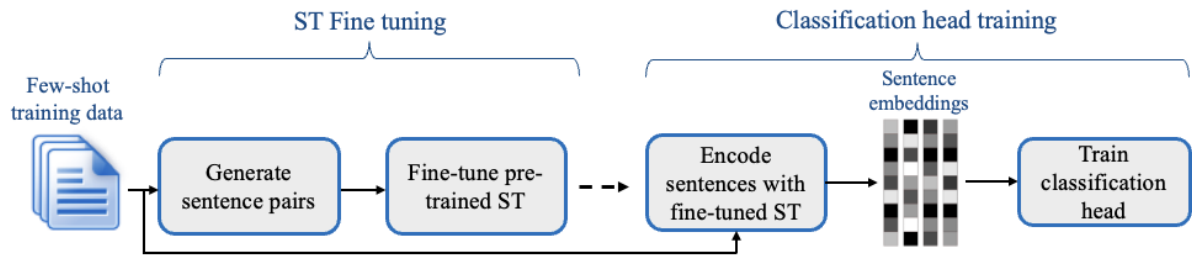 ST Fine tuning
Classification head training
Few-shot
training data
Generate
sentence pairs
Fine-tune pre-
trained ST
Encode
sentences with
fine-tuned ST
Sentence
embeddings
Train
classification
head